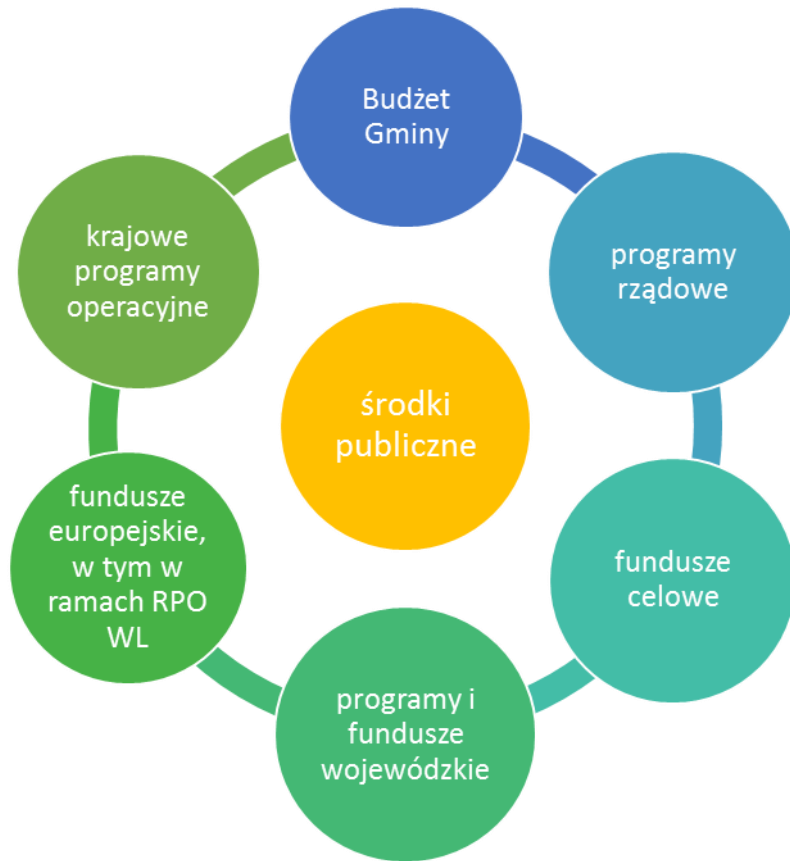 Budżet
Gminy
programy
rządowe
fundusze
celowe
programy i
fundusze
wojewódzkie
fundusze
europejskie,
w tym w
ramach RPO
WL
krajowe
programy
operacyjne
środki
publiczne